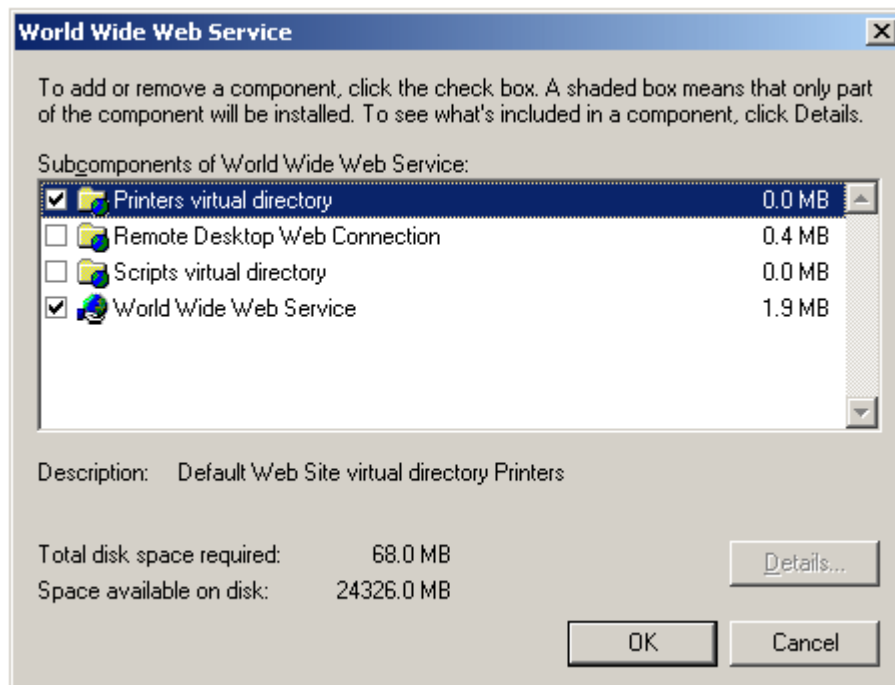 World Wide Web Service
To add or remove a component, click the check box. A shaded box means that only part
of the component will be installed. To see what's included in a component, click Details.
Subcomponents of World Wide Web Service:
Printers virtual directory 0.0 MB
Remote Desktop Web Connection 0.4 MB
Scripts virtual directory 0.0 MB
World Wide Web Service 1.9 MB
Description: Default Web Site virtual directory Printers
Total disk space required: 68.0 MB
Details...
Space available on disk: 24326.0 MB
OK Cancel